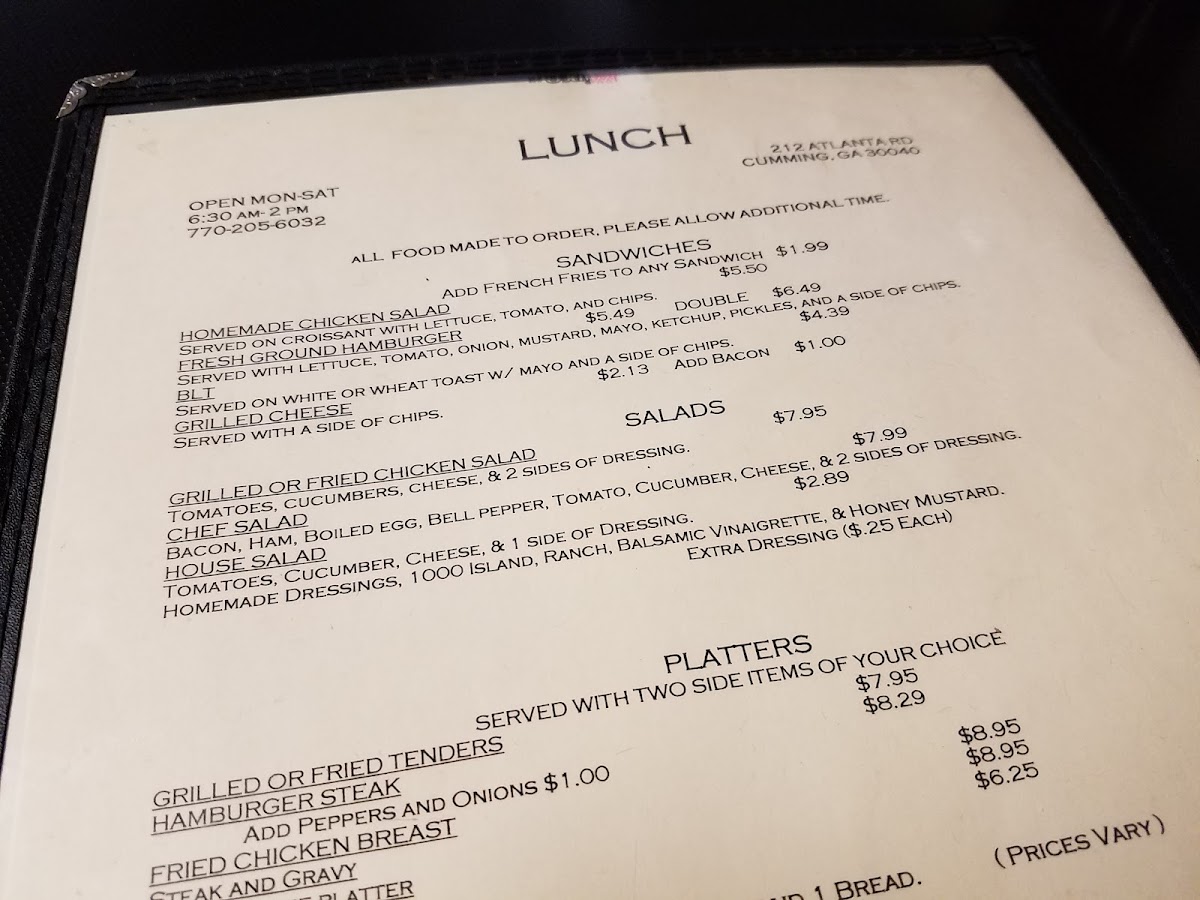 LUNCH
212 ATLANTA RD
CUMMING, GA 30040
OPEN MON-SAT
6:30 AM- 2 PM
770-205-6032
ALL FOOD MADE TO ORDER, PLEASE ALLOW ADDITIONAL TIME.
SANDWICHES
ADD FRENCH FRIES TO ANY SANDWICH $1.99
HOMEMADE CHICKEN SALAD $5.50
SERVED ON CROISSANT WITH LETTUCE, TOMATO, AND CHIPS.
FRESH GROUND HAMBURGER $5.49 DOUBLE $6.49
SERVED WITH LETTUCE, TOMATO, ONION, MUSTARD, MAYO, KETCHUP, PICKLES, AND A SIDE OF CHIPS.
BLT $4.39
SERVED ON WHITE OR WHEAT TOAST W/ MAYO AND A SIDE OF CHIPS.
GRILLED CHEESE $2.13 ADD BACON $1.00
SERVED WITH A SIDE OF CHIPS.
SALADS
GRILLED OR FRIED CHICKEN SALAD $7.95
TOMATOES, CUCUMBERS, CHEESE, & 2 SIDES OF DRESSING.
CHEF SALAD $7.99
BACON, HAM, BOILED EGG, BELL PEPPER, TOMATO, CUCUMBER, CHEESE, & 2 SIDES OF DRESSING.
HOUSE SALAD $2.89
TOMATOES, CUCUMBER, CHEESE, & 1 SIDE OF DRESSING.
HOMEMADE DRESSINGS, 1000 ISLAND, RANCH, BALSAMIC VINAIGRETTE, & HONEY MUSTARD.
EXTRA DRESSING ($.25 EACH)
PLATTERS
SERVED WITH TWO SIDE ITEMS OF YOUR CHOICE
GRILLED OR FRIED TENDERS $7.95
HAMBURGER STEAK $8.29
ADD PEPPERS AND ONIONS $1.00
FRIED CHICKEN BREAST $8.95
STEAK AND GRAVY $8.95
PLATTER $6.25
1 BREAD. (PRICES VARY)